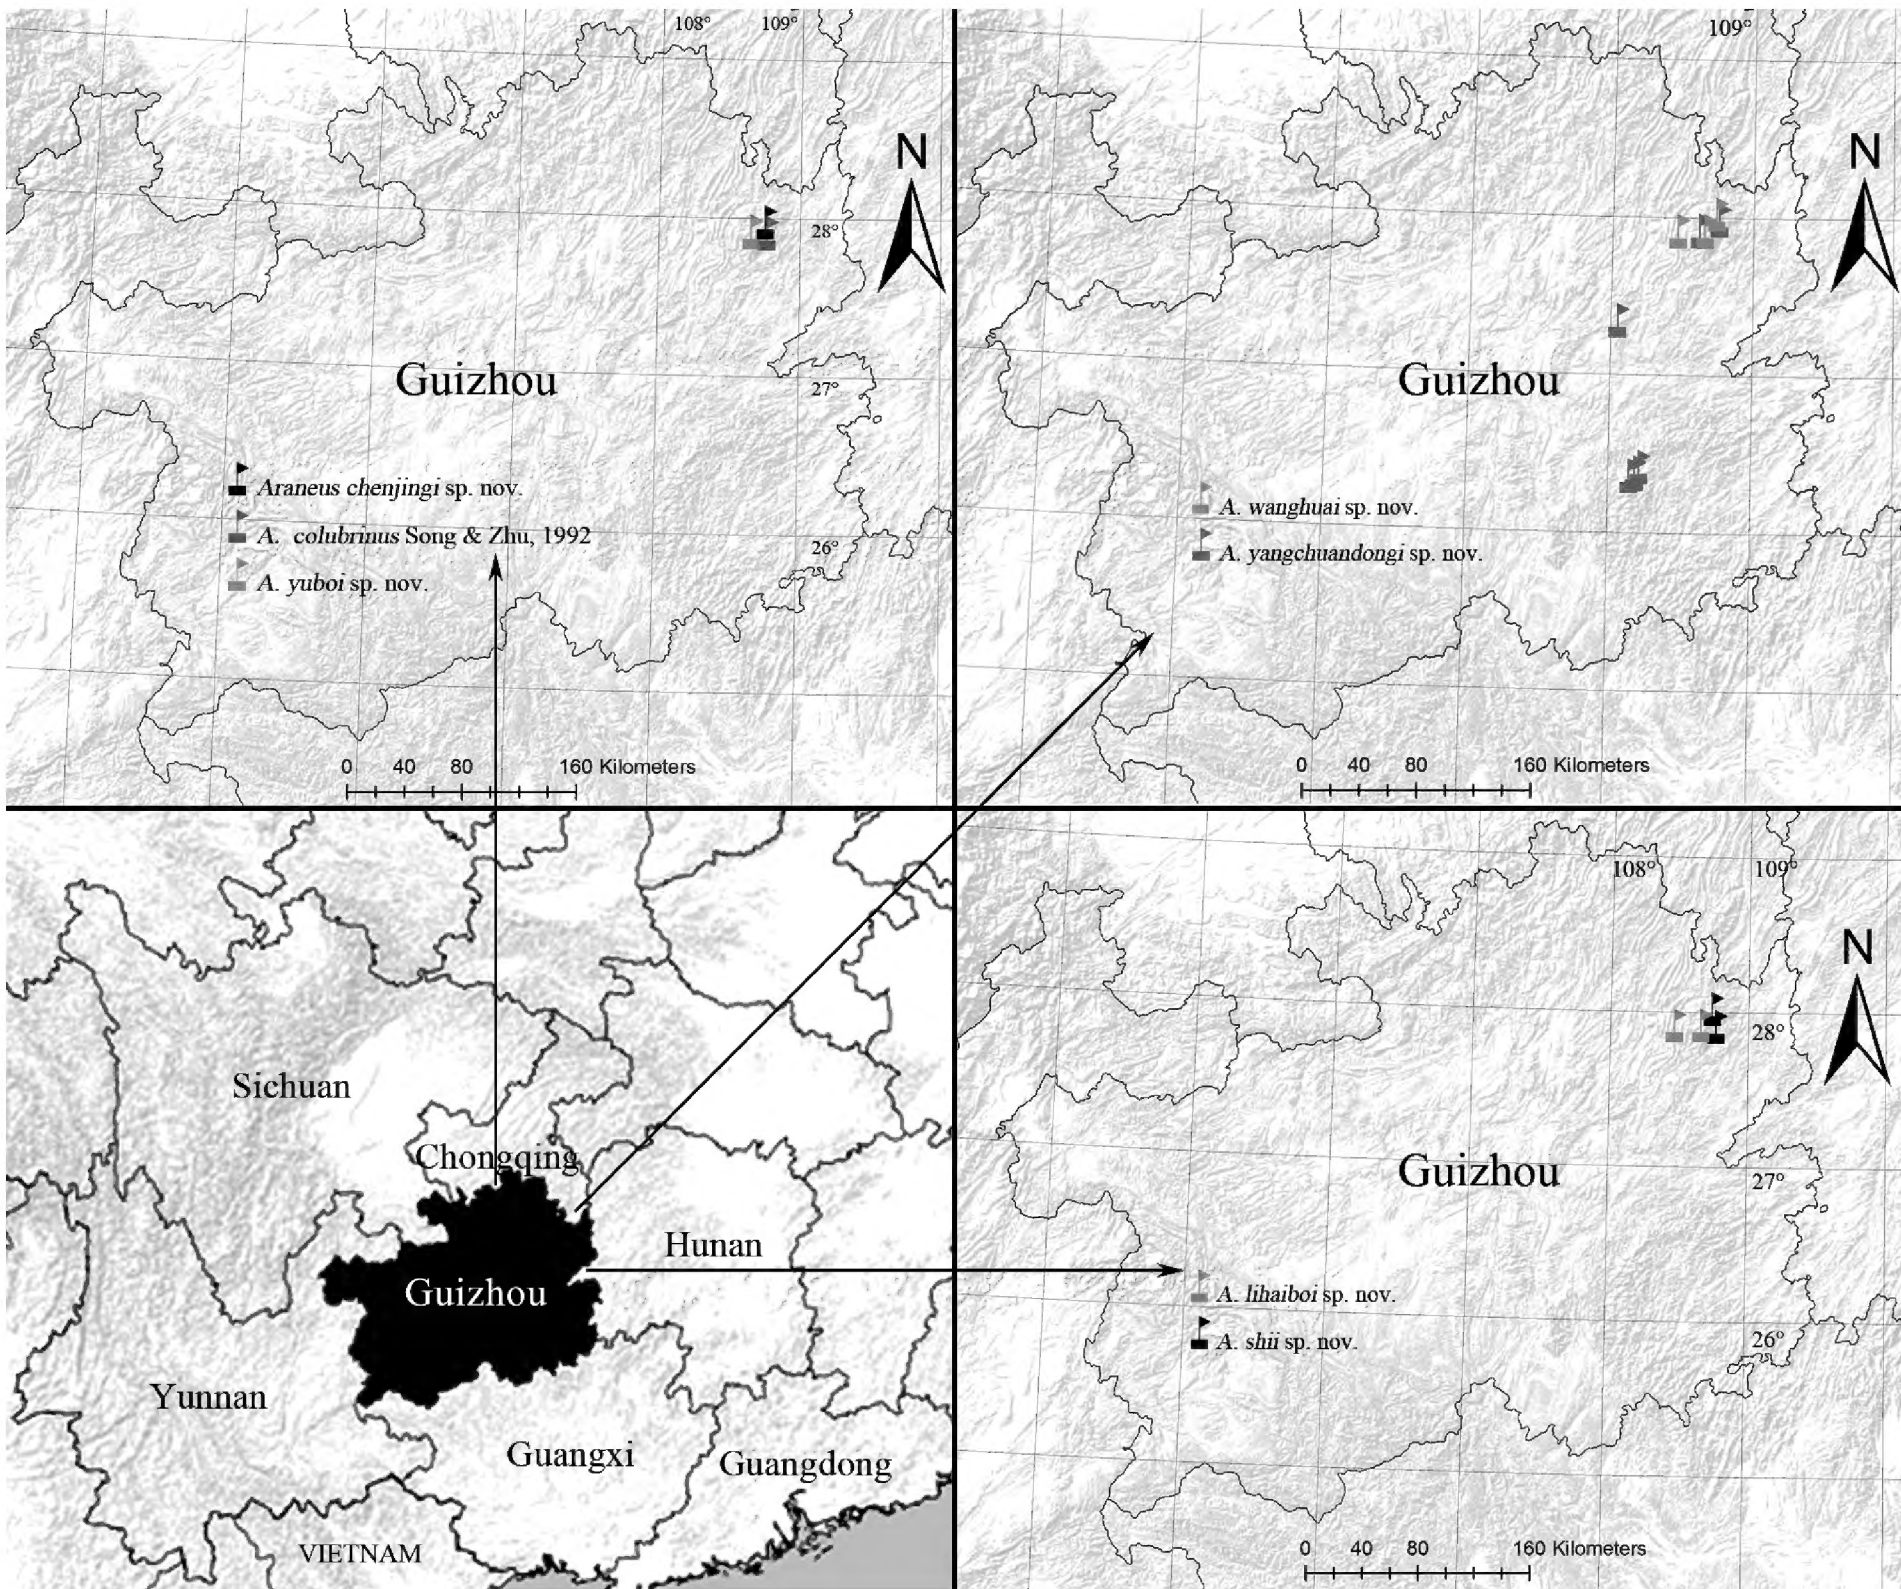 108° 109°
N
28°
Guizhou
27°
Araneus chenjingi sp. nov.
A. colubrinus Song & Zhu, 1992
26°
A. yuboi sp. nov.
0 40 80 160 Kilometers
109°
N
Guizhou
A. wanghuai sp. nov.
A. yangchuandongi sp. nov.
0 40 80 160 Kilometers
Sichuan
Chongqing
Hunan
Guizhou
Yunnan
Guangxi
Guangdong
VIETNAM
108° 109°
N
28°
Guizhou
27°
A. lihaiboi sp. nov.
A. shii sp. nov.
26°
0 40 80 160 Kilometers